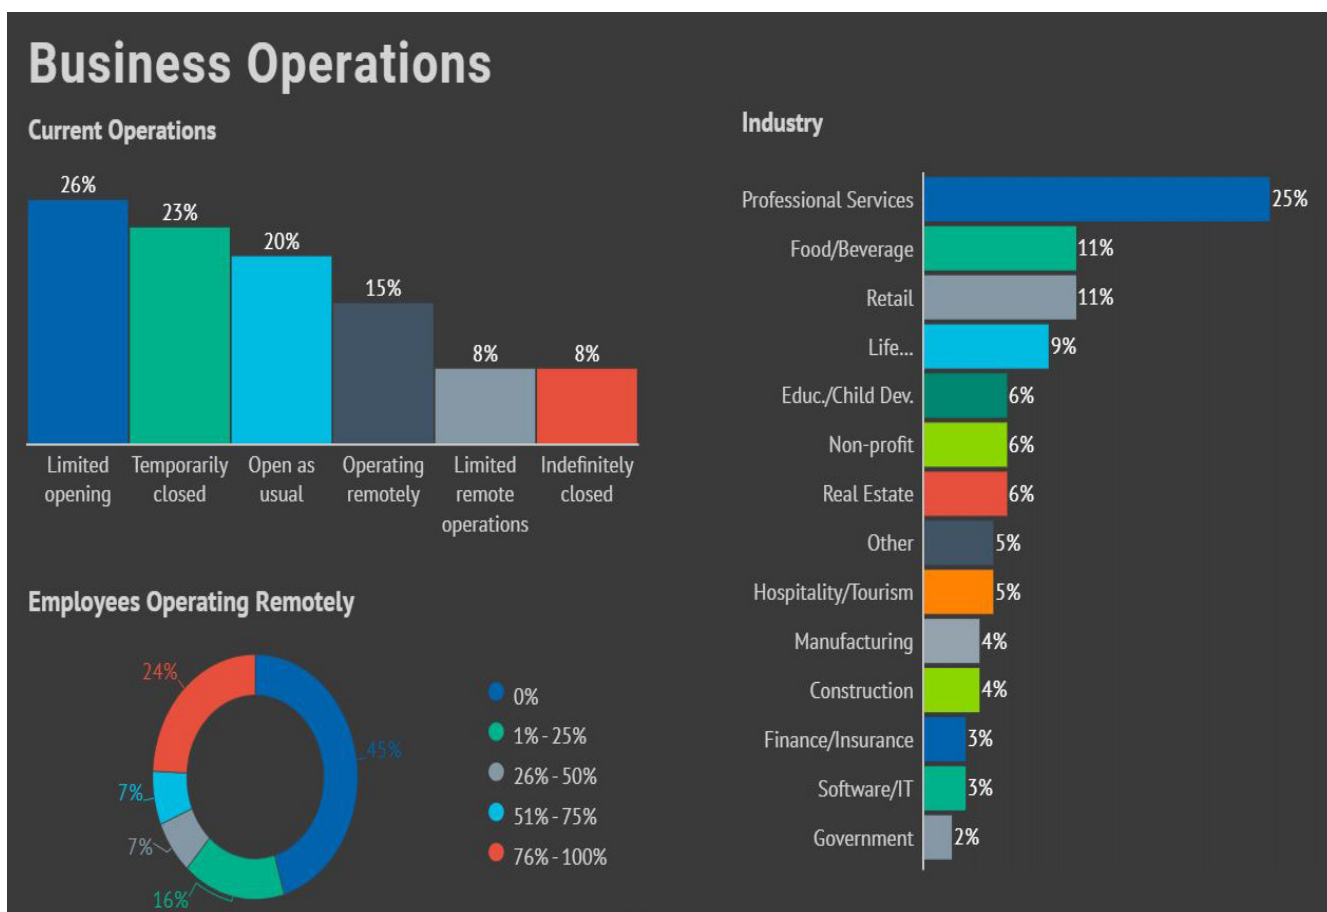 Business Operations
Current Operations
26%
23%
20%
15%
8%
8%
Limited
opening
Temporarily
closed
Open as
usual
Operating
remotely
Limited
remote
operations
Indefinitely
closed
Employees Operating Remotely
24%
45%
7%
7%
16%
0%
1% - 25%
26% - 50%
51% - 75%
76% - 100%
Industry
Professional Services 25%
Food/Beverage 11%
Retail 11%
Life... 9%
Educ./Child Dev. 6%
Non-profit 6%
Real Estate 6%
Other 5%
Hospitality/Tourism 5%
Manufacturing 4%
Construction 4%
Finance/Insurance 3%
Software/IT 3%
Government 2%